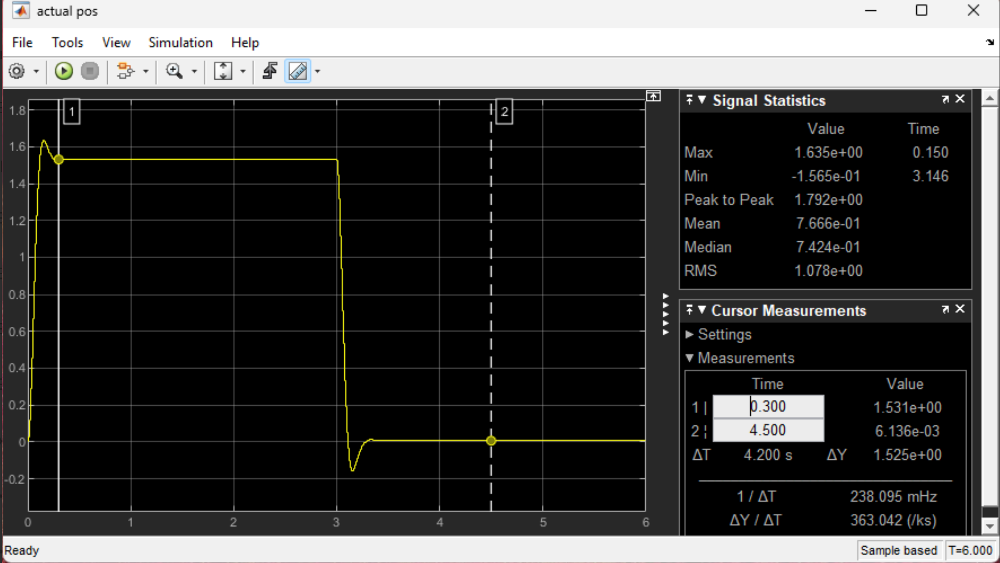 actual pos
File Tools View Simulation Help
1.8
1.6
1.4
1.2
1
0.8
0.6
0.4
0.2
0
-0.2
0 1 2 3 4 5 6
1 2
Signal Statistics
Value Time
Max 1.635e+00 0.150
Min -1.565e-01 3.146
Peak to Peak 1.792e+00
Mean 7.666e-01
Median 7.424e-01
RMS 1.078e+00
Cursor Measurements
Settings
Measurements
Time Value
1 | 0.300 1.531e+00
2 ¦ 4.500 6.136e-03
ΔT 4.200 s ΔY 1.525e+00
1 / ΔT 238.095 mHz
ΔY / ΔT 363.042 (/ks)
Ready Sample based T=6.000